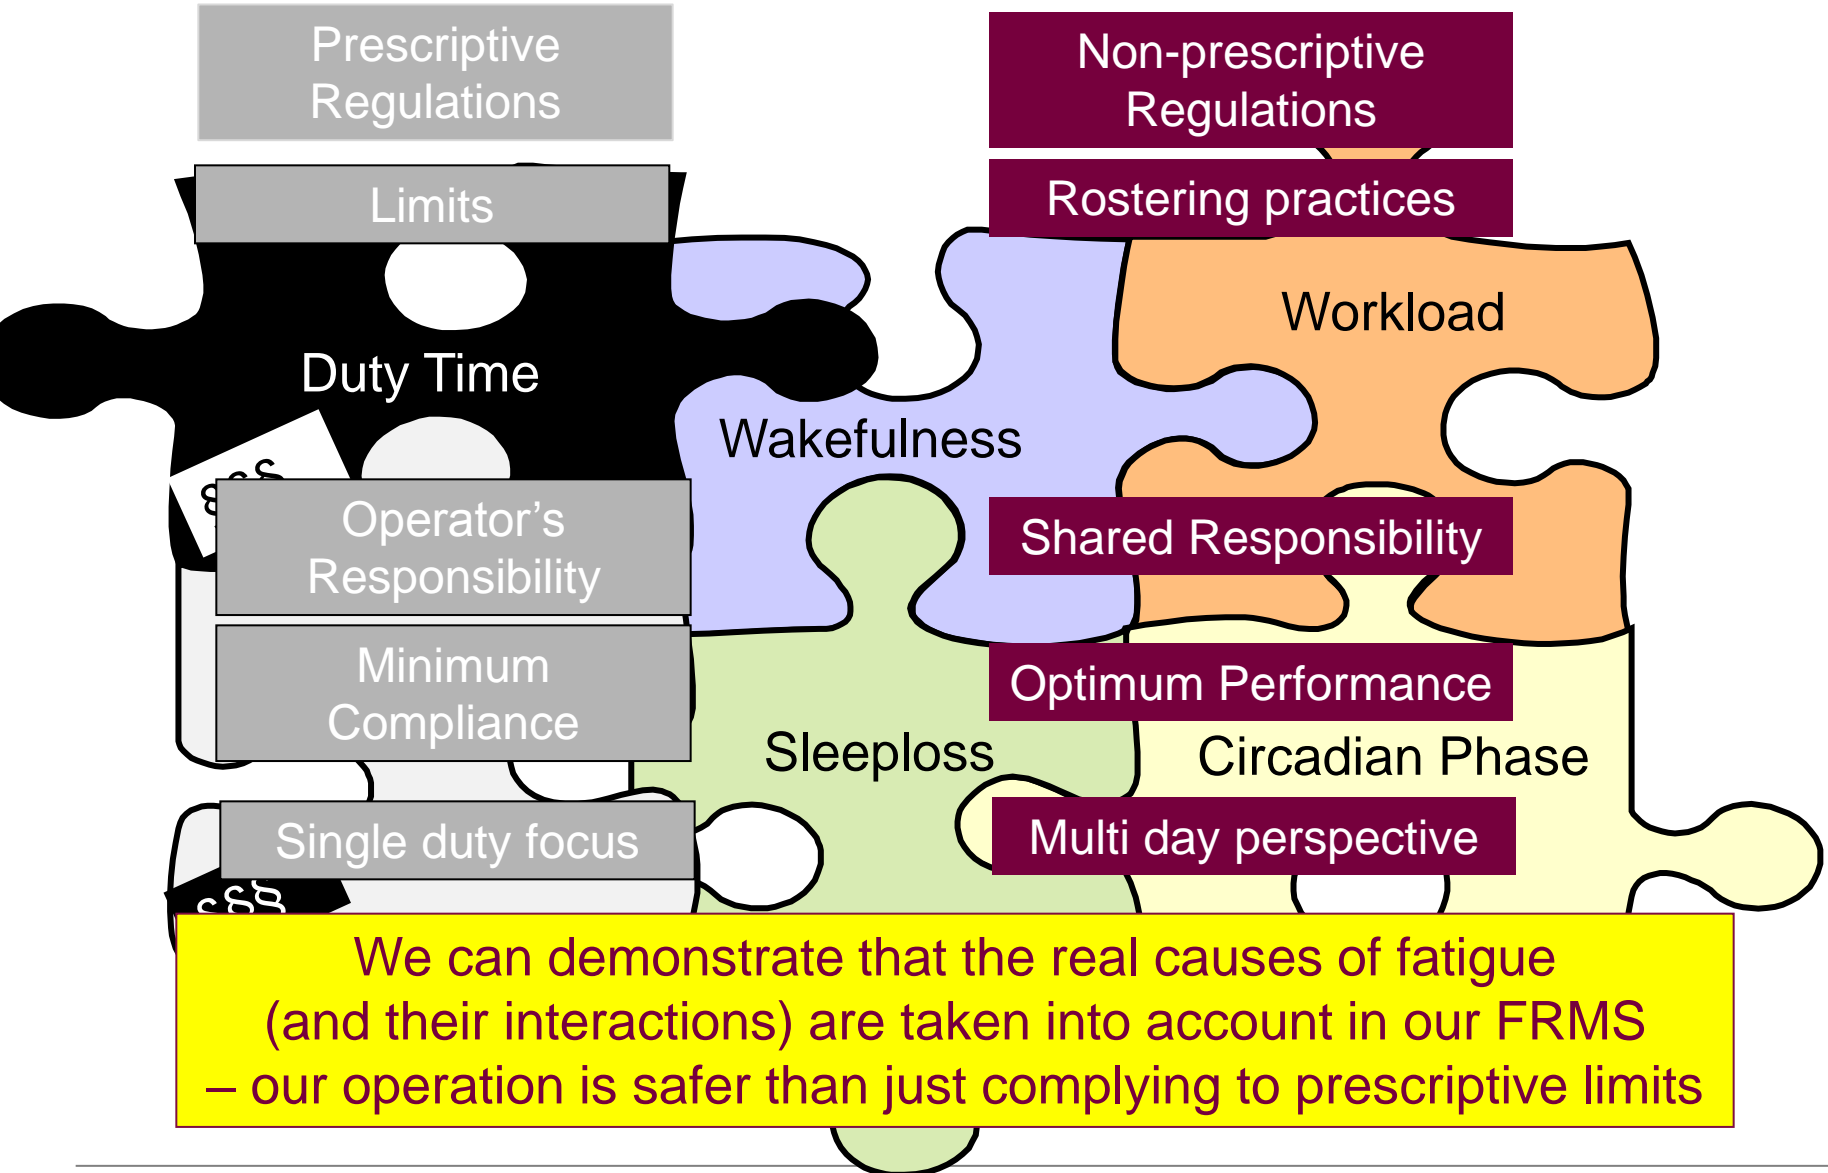 Prescriptive
Regulations
Non-prescriptive
Regulations
Limits
Rostering practices
Workload
Duty Time
Wakefulness
§§§
Operator’s
Responsibility
Shared Responsibility
Minimum
Compliance
Optimum Performance
Sleeploss
Circadian Phase
Single duty focus
Multi day perspective
§§§
We can demonstrate that the real causes of fatigue
(and their interactions) are taken into account in our FRMS
– our operation is safer than just complying to prescriptive limits